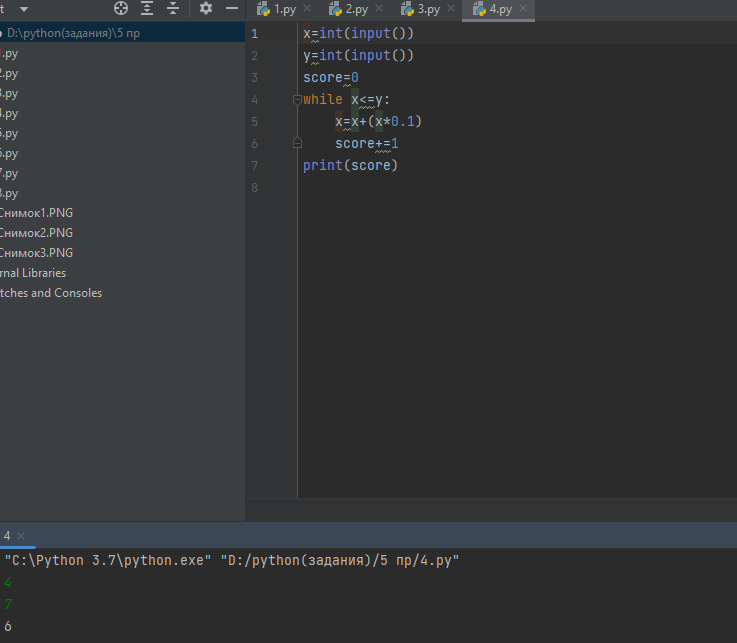 t
1.py
2.py
3.py
4.py
D:\python(задания)\5 пр
.py
2.py
3.py
4.py
5.py
6.py
7.py
3.py
Снимок1.PNG
Снимок2.PNG
Снимок3.PNG
rnal Libraries
tches and Consoles
1 x=int(input())
2 y=int(input())
3 score=0
4 while x<=y:
5 x=x+(x*0.1)
6 score+=1
7 print(score)
8
4
"C:\Python 3.7\python.exe" "D:/python(задания)/5 пр/4.py"
4
7
6